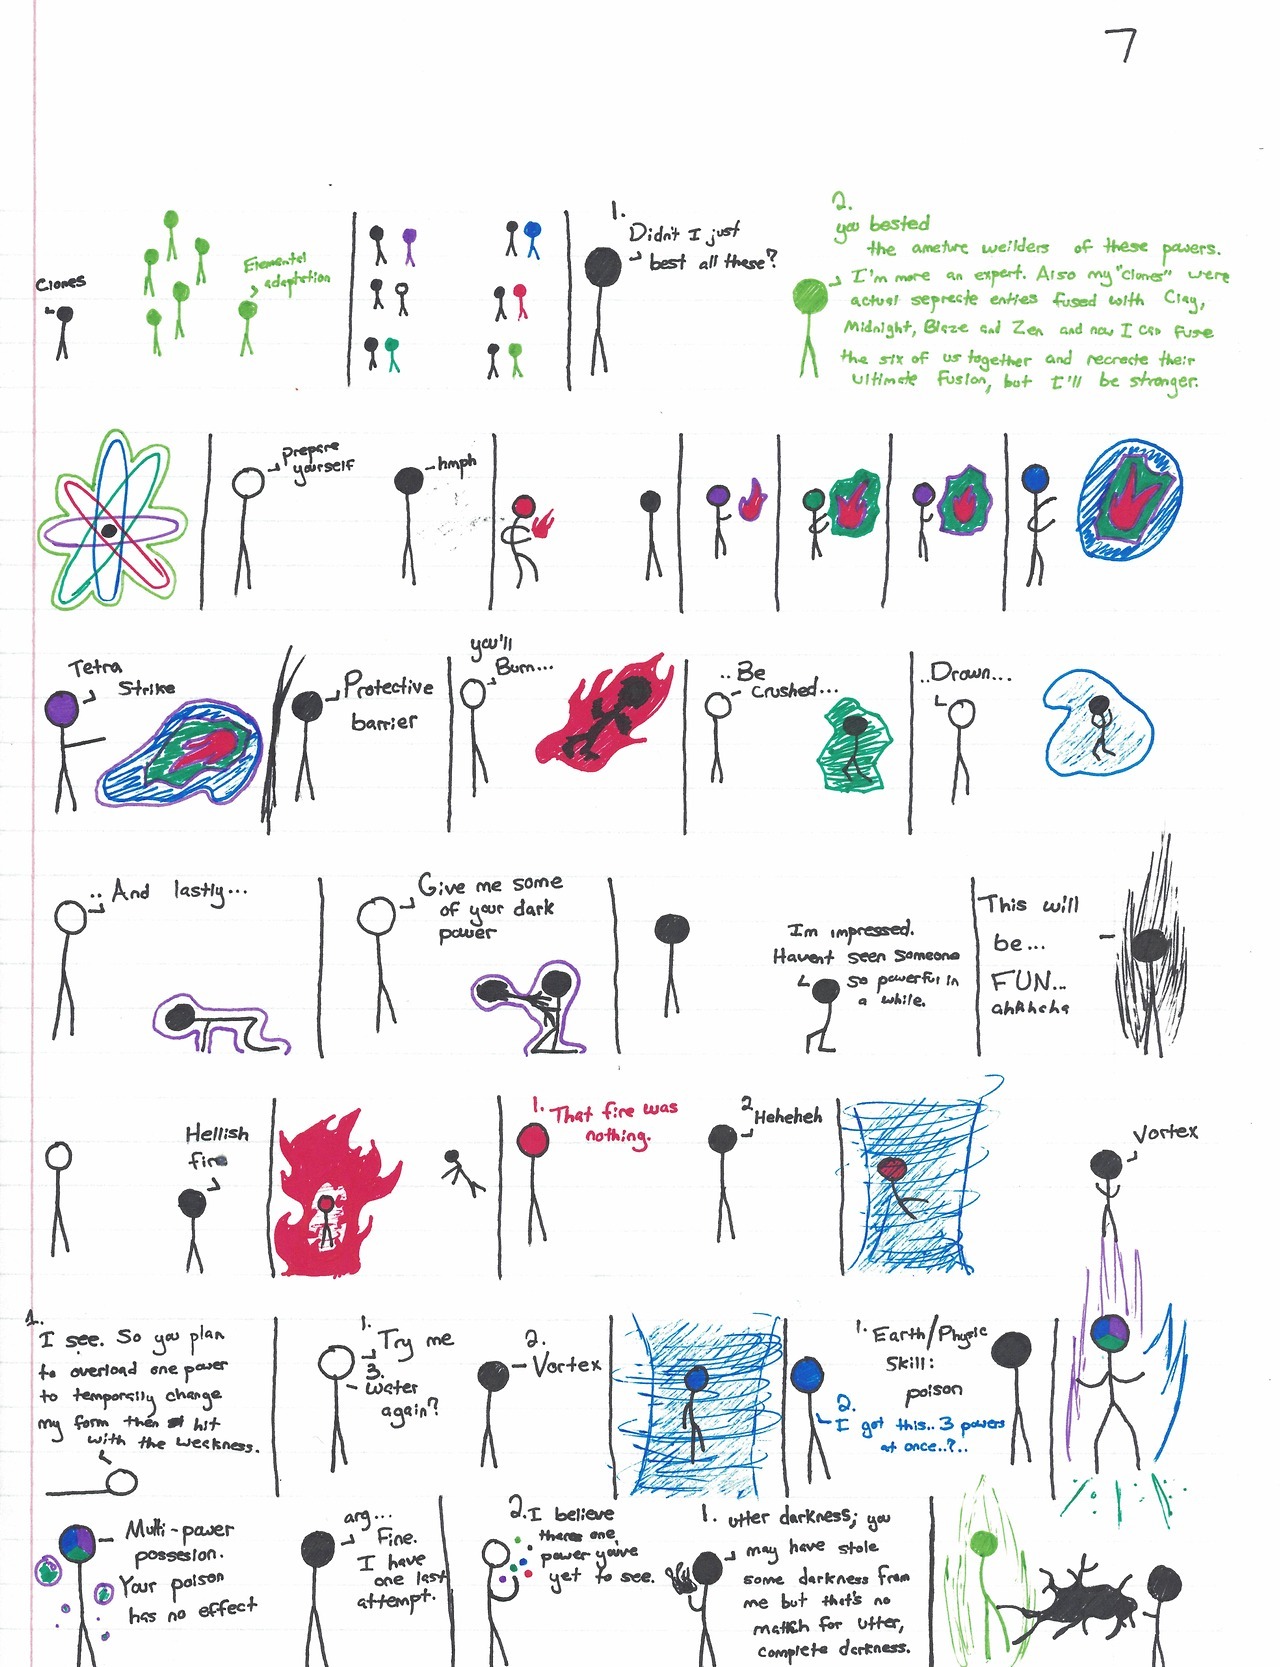 7
Clones
Elemental
adaptation
1.
Didn't I just
best all these?
2.
you bested
the ameture weilders of these powers.
I'm more an expert. Also my "clones" were
actual seprecte enties fused with Clay,
Midnight, Blaze and Zen and now I can fuse
the six of us together and recreate their
ultimate fusion, but I'll be stronger.
Prepare
yourself
hmph
Tetra
Strike
Protective
barrier
you'll
Burn...
..Be
crushed...
..Drown...
..And lastly...
Give me some
of your dark
power
I'm impressed.
Havent seen someone
so powerful in
a while.
This will
be...
FUN...
ahhhaha
Hellish
fire
1. That fire was
nothing.
2.
Heheheh
Vortex
1.
I see. So you plan
to overload one power
to temporally change
my form then hit
with the weakness.
1.
Try me
3.
water
again?
2.
Vortex
1. Earth/Physic
Skill:
poison
2.
I got this.. 3 powers
at once..?..
Multi-power
possesion.
Your poison
has no effect
arg...
Fine.
I have
one last
attempt.
2. I believe
theres one
power you've
yet to see.
1. utter darkness; you
may have stole
some darkness from
me but that's no
match for utter,
complete darkness.